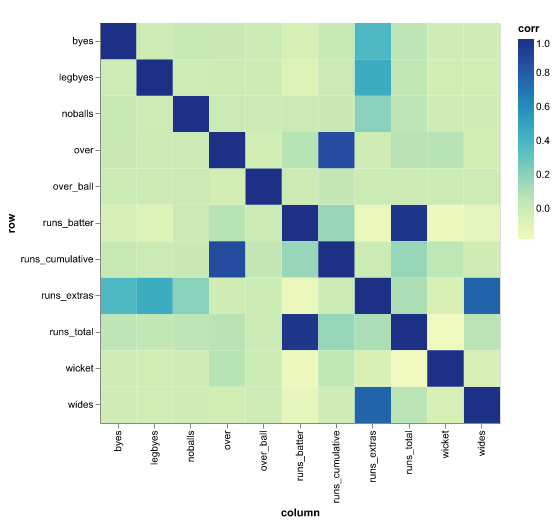 corr
1.0
0.8
0.6
0.4
0.2
0.0
row
byes
legbyes
noballs
over
over_ball
runs_batter
runs_cumulative
runs_extras
runs_total
wicket
wides
byes
legbyes
noballs
over
over_ball
runs_batter
runs_cumulative
runs_extras
runs_total
wicket
wides
column